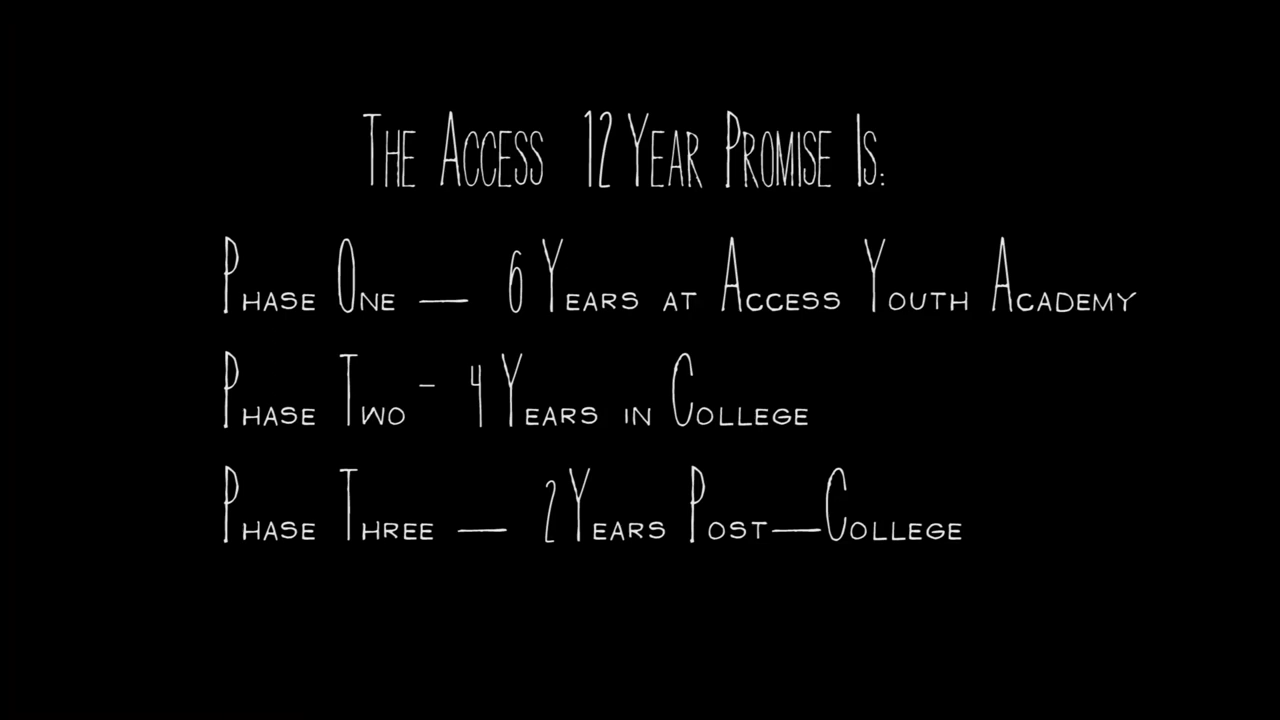 The Access 12 Year Promise Is:
Phase One — 6 Years at Access Youth Academy
Phase Two - 4 Years in College
Phase Three — 2 Years Post—College